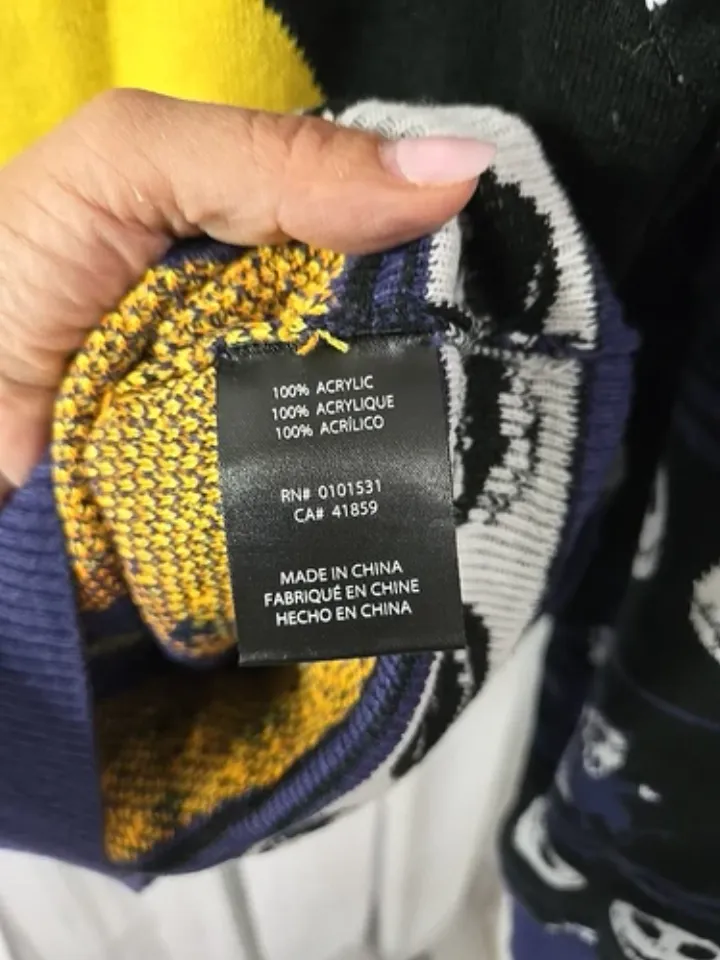 100% ACRYLIC
100% ACRYLIQUE
100% ACRÍLICO
RN# 0101531
CA# 41859
MADE IN CHINA
FABRIQUÉ EN CHINE
HECHO EN CHINA